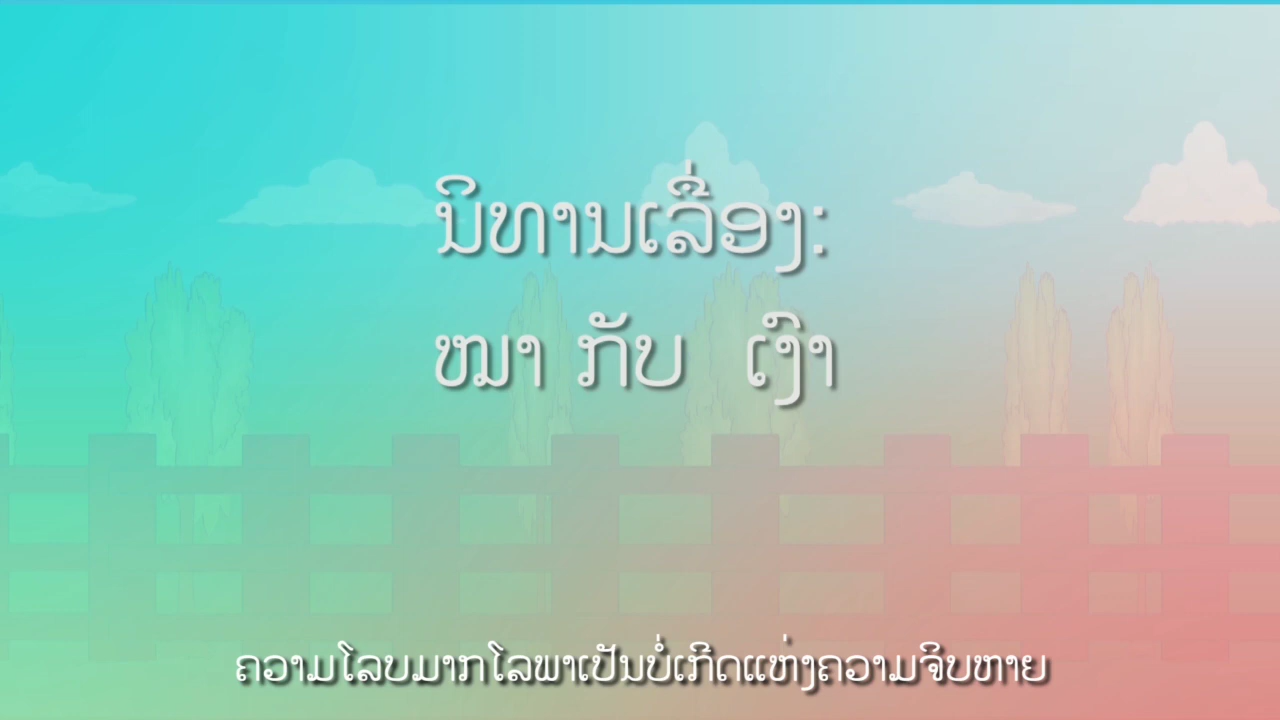 ນິທານເລື່ອງ:
ໝາ ກັບ ເງົາ
ຄວາມໂລບມາກໂລພາເປັນບໍ່ເກີດແຫ່ງຄວາມຈິບຫາຍ